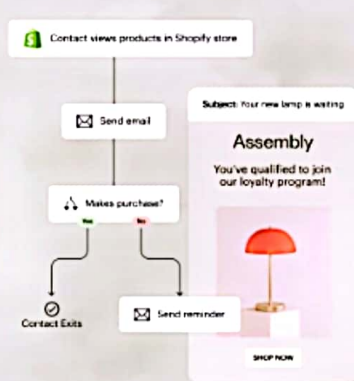 Contact views products in Shopify store
Send email
Subject: Your new lamp is waiting
Assembly
You've qualified to join
our loyalty program!
Makes purchase?
Yes
No
Contact Exits
Send reminder
SHOP NOW